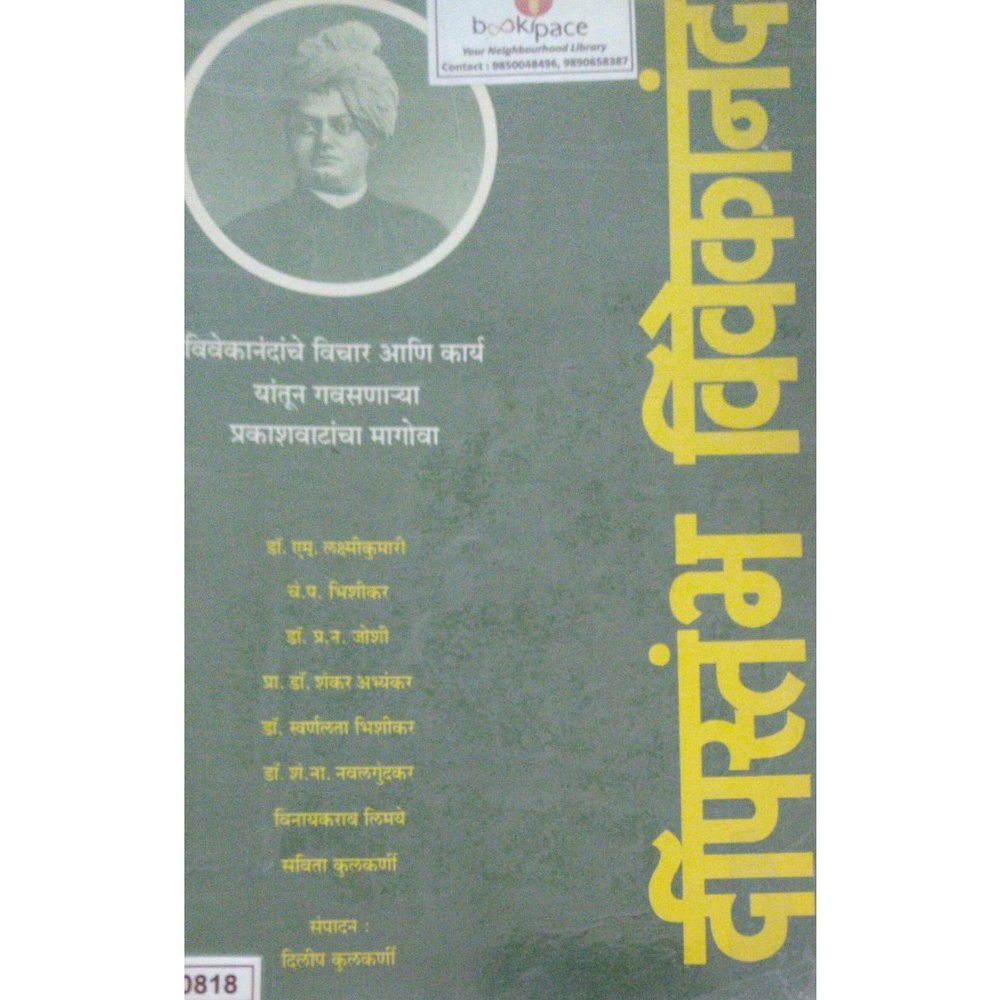 bookspace
Your Neighbourhood Library
Contact : 9850048496, 9890658387
दीपस्तंभ विवेकानंद
विवेकानंदांचे विचार आणि कार्य
यांतून गवसणाऱ्या
प्रकाशवाटांचा मागोवा
डॉ. एम्. लक्ष्मीकुमारी
चं.प. भिशीकर
डॉ. प्र.न. जोशी
प्रा. डॉ. शंकर अभ्यंकर
डॉ. स्वर्णलता भिशीकर
डॉ. शं.ना. नवलगुंदकर
विनायकराव लिमये
सविता कुलकर्णी
संपादन :
दिलीप कुलकर्णी
0818